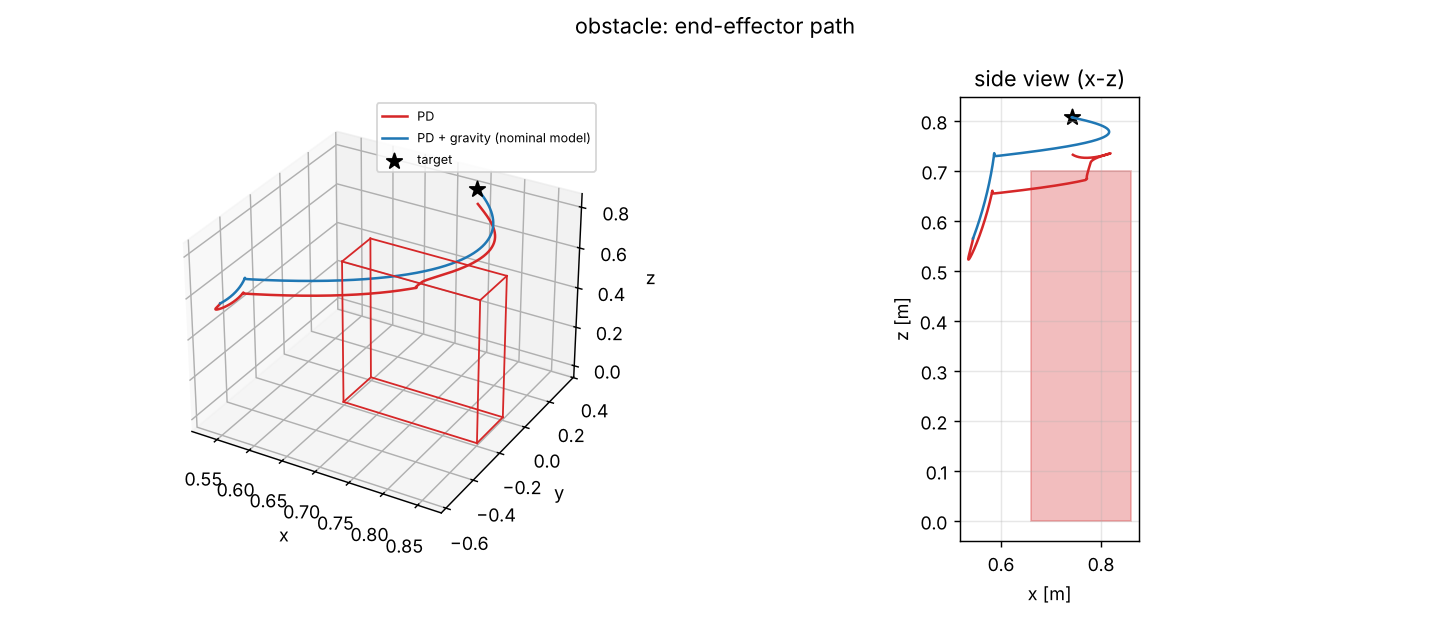 obstacle: end-effector path
PD
PD + gravity (nominal model)
target
0.8
0.6
0.4
0.2
0.0
z
0.4
0.2
0.0
−0.2
−0.4
−0.6
y
0.55
0.60
0.65
0.70
0.75
0.80
0.85
x
side view (x-z)
0.8
0.7
0.6
0.5
0.4
0.3
0.2
0.1
0.0
z [m]
0.6
0.8
x [m]